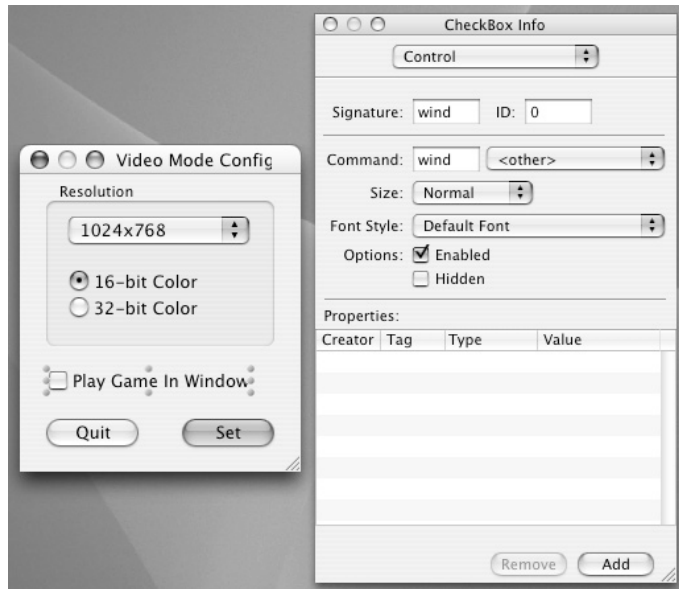 Video Mode Config
Resolution
1024x768
16-bit Color
32-bit Color
Play Game In Window
Quit Set
CheckBox Info
Control
Signature: wind ID: 0
Command: wind <other>
Size: Normal
Font Style: Default Font
Options: Enabled
Hidden
Properties:
Creator Tag Type Value
Remove Add